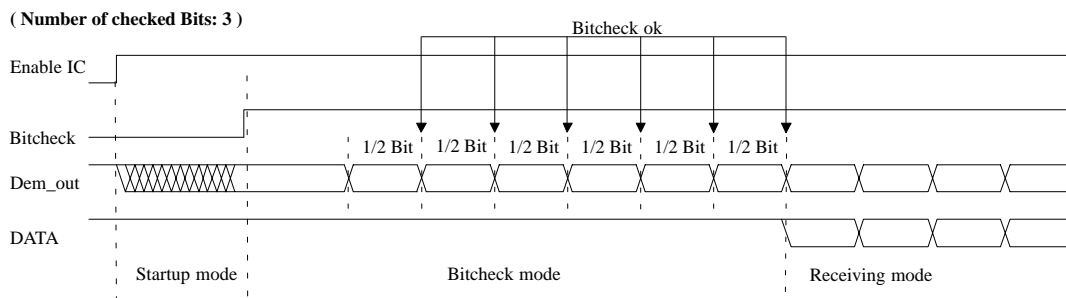 ( Number of checked Bits: 3 )
Bitcheck ok
Enable IC
Bitcheck
1/2 Bit 1/2 Bit 1/2 Bit 1/2 Bit 1/2 Bit 1/2 Bit
Dem_out
DATA
Startup mode Bitcheck mode Receiving mode